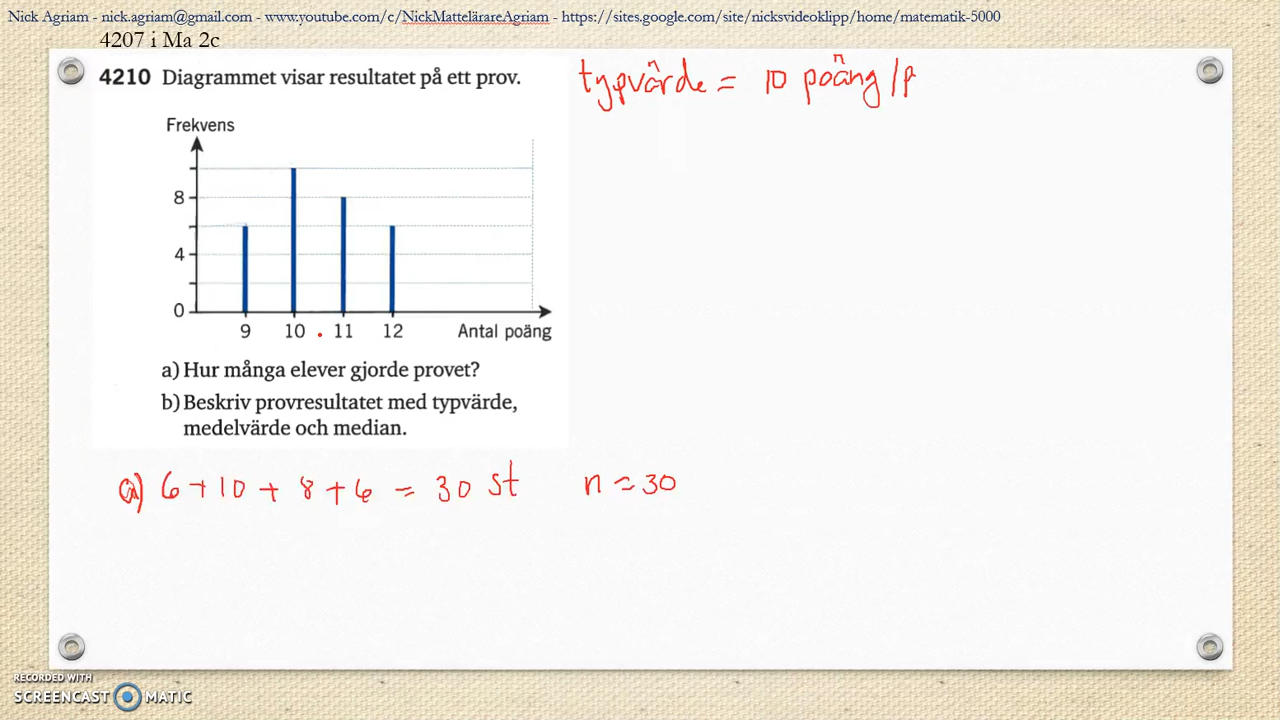 Nick Agriam - nick.agriam@gmail.com - www.youtube.com/c/NickMattelärareAgriam - https://sites.google.com/site/nicksvideoklipp/home/matematik-5000
4207 i Ma 2c
4210 Diagrammet visar resultatet på ett prov.
typvärde = 10 poäng /p
Frekvens
8
4
0
9 10 11 12 Antal poäng
a) Hur många elever gjorde provet?
b) Beskriv provresultatet med typvärde,
medelvärde och median.
a) 6 + 10 + 8 + 6 = 30 st n = 30
RECORDED WITH
SCREENCAST MATIC